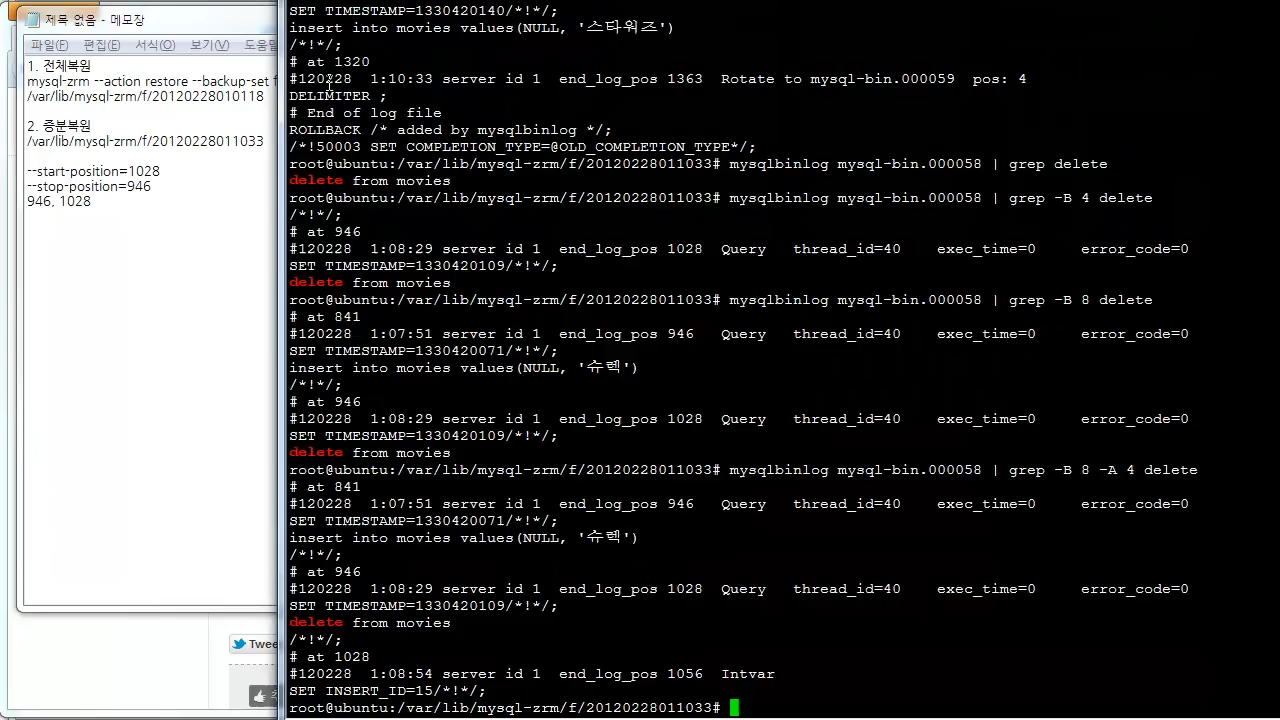 제목 없음 - 메모장
파일(F) 편집(E) 서식(O) 보기(V) 도움말
1. 전체복원
mysql-zrm --action restore --backup-set f
/var/lib/mysql-zrm/f/20120228010118
2. 증분복원
/var/lib/mysql-zrm/f/20120228011033
--start-position=1028
--stop-position=946
946, 1028
Twee
SET TIMESTAMP=1330420140/*!*/;
insert into movies values(NULL, '스타워즈')
/*!*/;
# at 1320
#120228  1:10:33 server id 1  end_log_pos 1363  Rotate to mysql-bin.000059  pos: 4
DELIMITER ;
# End of log file
ROLLBACK /* added by mysqlbinlog */;
/*!50003 SET COMPLETION_TYPE=@OLD_COMPLETION_TYPE*/;
root@ubuntu:/var/lib/mysql-zrm/f/20120228011033# mysqlbinlog mysql-bin.000058 | grep delete
delete from movies
root@ubuntu:/var/lib/mysql-zrm/f/20120228011033# mysqlbinlog mysql-bin.000058 | grep -B 4 delete
/*!*/;
# at 946
#120228  1:08:29 server id 1  end_log_pos 1028  Query   thread_id=40    exec_time=0     error_code=0
SET TIMESTAMP=1330420109/*!*/;
delete from movies
root@ubuntu:/var/lib/mysql-zrm/f/20120228011033# mysqlbinlog mysql-bin.000058 | grep -B 8 delete
# at 841
#120228  1:07:51 server id 1  end_log_pos 946   Query   thread_id=40    exec_time=0     error_code=0
SET TIMESTAMP=1330420071/*!*/;
insert into movies values(NULL, '슈렉')
/*!*/;
# at 946
#120228  1:08:29 server id 1  end_log_pos 1028  Query   thread_id=40    exec_time=0     error_code=0
SET TIMESTAMP=1330420109/*!*/;
delete from movies
root@ubuntu:/var/lib/mysql-zrm/f/20120228011033# mysqlbinlog mysql-bin.000058 | grep -B 8 -A 4 delete
# at 841
#120228  1:07:51 server id 1  end_log_pos 946   Query   thread_id=40    exec_time=0     error_code=0
SET TIMESTAMP=1330420071/*!*/;
insert into movies values(NULL, '슈렉')
/*!*/;
# at 946
#120228  1:08:29 server id 1  end_log_pos 1028  Query   thread_id=40    exec_time=0     error_code=0
SET TIMESTAMP=1330420109/*!*/;
delete from movies
/*!*/;
# at 1028
#120228  1:08:54 server id 1  end_log_pos 1056  Intvar
SET INSERT_ID=15/*!*/;
root@ubuntu:/var/lib/mysql-zrm/f/20120228011033#